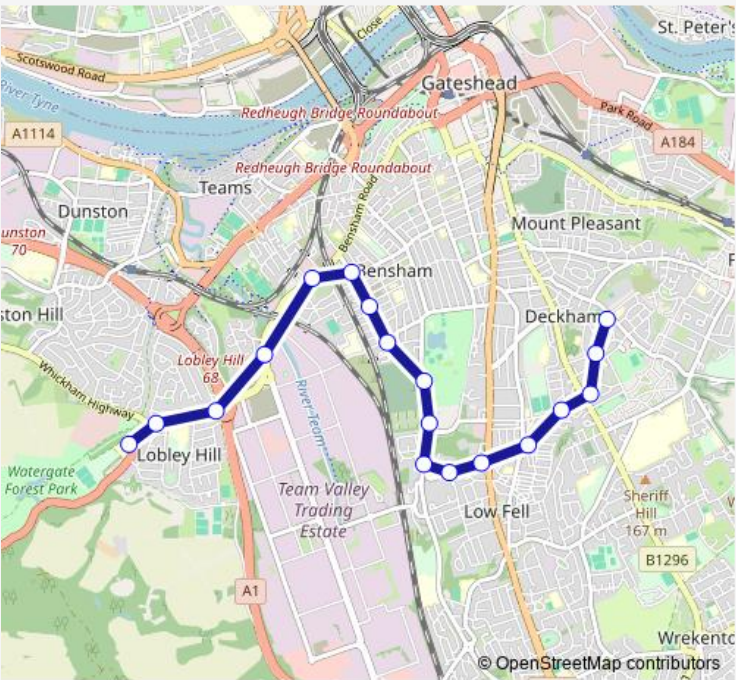 St. Peter's
Close
Scotswood Road
Gateshead
River Tyne
Redheugh Bridge Roundabout
Park Road
A1114
A184
Redheugh Bridge Roundabout
Teams
Bensham Road
Dunston
Mount Pleasant
unston
70
Bensham
F
ston Hill
Deckham
Lobley Hill
68
Whickham Highway
River Team
Lobley Hill
Watergate
Forest Park
Team Valley
Trading
Estate
Sheriff
Hill
167 m
Low Fell
B1296
A1
Wrekento
© OpenStreetMap contributors